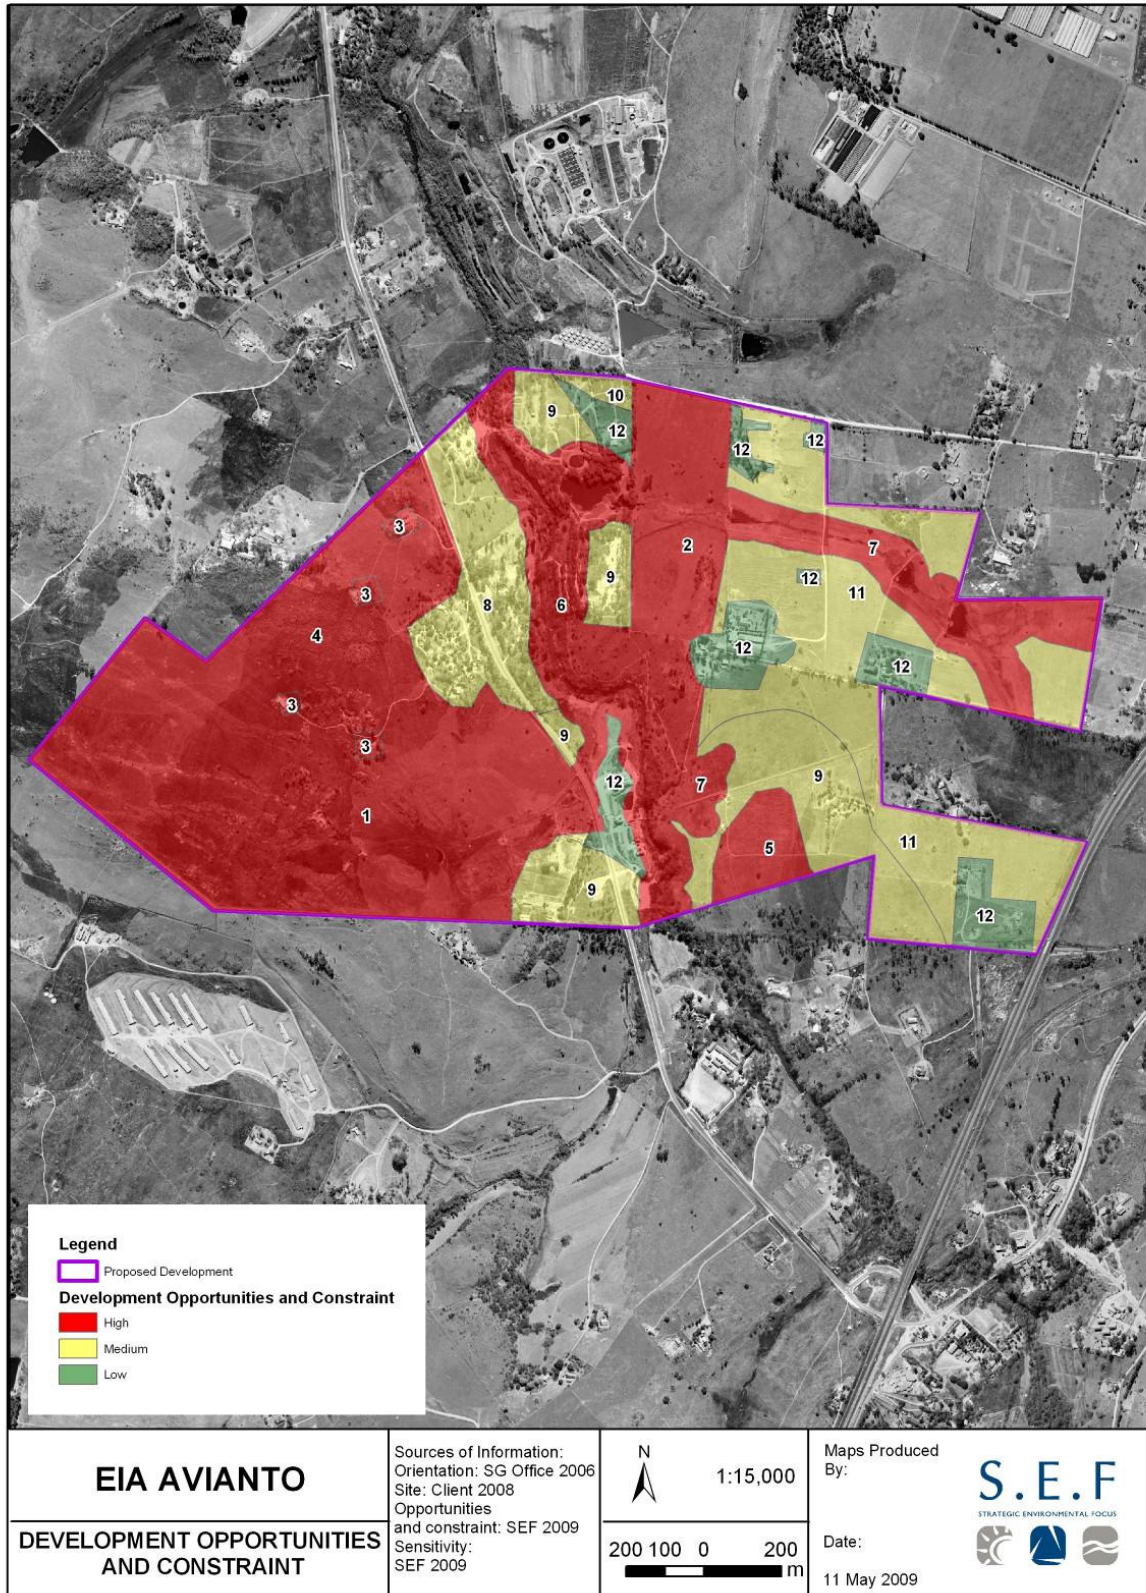 10
9
12
12
12
3
2
7
3
9
12
11
8
6
4
12
12
3
9
3
12
7
9
1
11
5
9
12
Legend
Proposed Development
Development Opportunities and Constraint
High
Medium
Low
EIA AVIANTO
DEVELOPMENT OPPORTUNITIES
AND CONSTRAINT
Sources of Information:
Orientation: SG Office 2006
Site: Client 2008
Opportunities
and constraint: SEF 2009
Sensitivity:
SEF 2009
N
1:15,000
200 100 0 200
m
Maps Produced
By:
S.E.F
STRATEGIC ENVIRONMENTAL FOCUS
Date:
11 May 2009